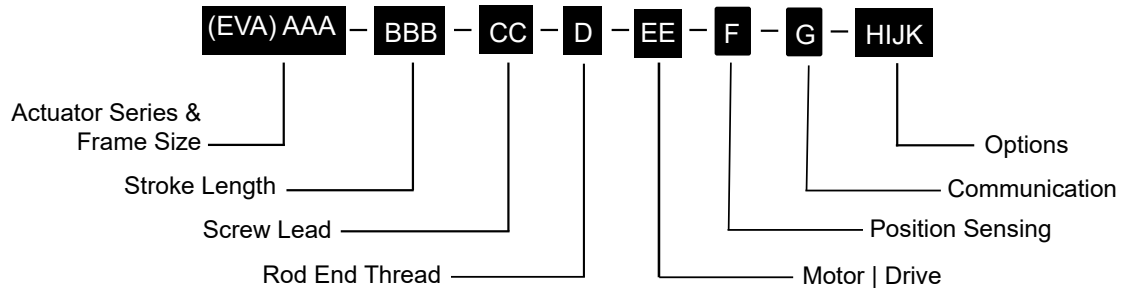 (EVA) AAA – BBB – CC – D – EE – F – G – HIJK
Actuator Series &
Frame Size
Options
Stroke Length
Communication
Screw Lead
Position Sensing
Rod End Thread
Motor | Drive